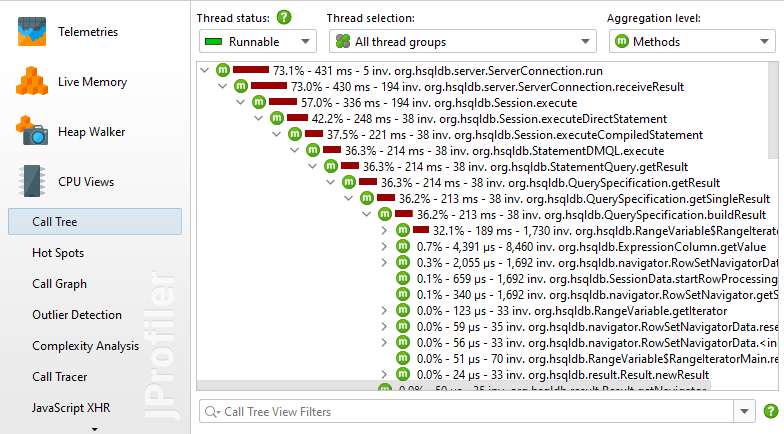 Telemetries
Live Memory
Heap Walker
CPU Views
Call Tree
Hot Spots
Call Graph
Outlier Detection
Complexity Analysis
Call Tracer
JavaScript XHR
JProfiler
Thread status: ?
Thread selection:
Aggregation level:
Runnable
All thread groups
m Methods
m 73.1% - 431 ms - 5 inv. org.hsqldb.server.ServerConnection.run
m 73.0% - 430 ms - 194 inv. org.hsqldb.server.ServerConnection.receiveResult
m 57.0% - 336 ms - 194 inv. org.hsqldb.Session.execute
m 42.2% - 248 ms - 38 inv. org.hsqldb.Session.executeDirectStatement
m 37.5% - 221 ms - 38 inv. org.hsqldb.Session.executeCompiledStatement
m 36.3% - 214 ms - 38 inv. org.hsqldb.StatementDMQL.execute
m 36.3% - 214 ms - 38 inv. org.hsqldb.StatementQuery.getResult
m 36.3% - 214 ms - 38 inv. org.hsqldb.QuerySpecification.getResult
m 36.2% - 213 ms - 38 inv. org.hsqldb.QuerySpecification.getSingleResult
m 36.2% - 213 ms - 38 inv. org.hsqldb.QuerySpecification.buildResult
m 32.1% - 189 ms - 1,730 inv. org.hsqldb.RangeVariable$RangeIterato
m 0.7% - 4,391 µs - 8,460 inv. org.hsqldb.ExpressionColumn.getValue
m 0.3% - 2,055 µs - 1,692 inv. org.hsqldb.navigator.RowSetNavigatorDat
m 0.1% - 659 µs - 1,692 inv. org.hsqldb.SessionData.startRowProcessing
m 0.1% - 340 µs - 1,692 inv. org.hsqldb.navigator.RowSetNavigator.getS
m 0.0% - 123 µs - 33 inv. org.hsqldb.RangeVariable.getIterator
m 0.0% - 59 µs - 35 inv. org.hsqldb.navigator.RowSetNavigatorData.rese
m 0.0% - 56 µs - 33 inv. org.hsqldb.navigator.RowSetNavigatorData.<in
m 0.0% - 51 µs - 70 inv. org.hsqldb.RangeVariable$RangeIteratorMain.re
m 0.0% - 24 µs - 33 inv. org.hsqldb.result.Result.newResult
m 0.0% - 50 µs - 35 inv. org.hsqldb.result.Result.getNavigator
Call Tree View Filters ?